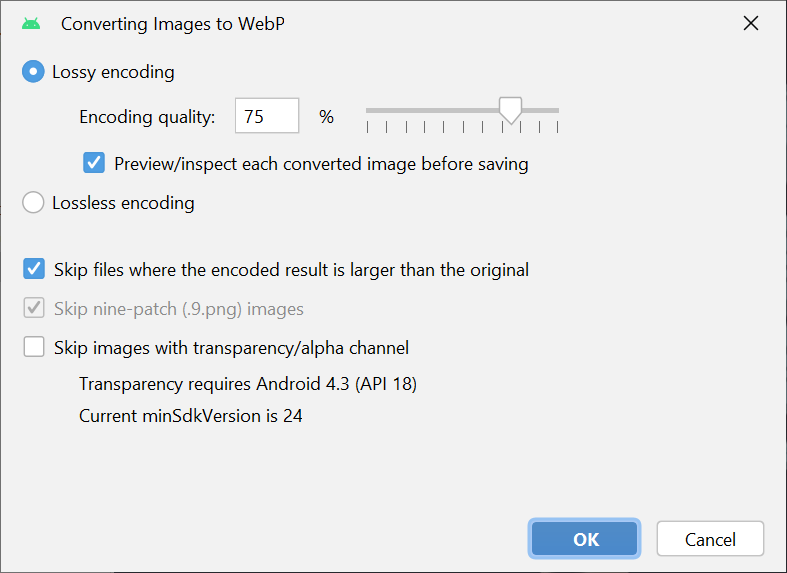 Converting Images to WebP
Lossy encoding
Encoding quality: 75 %
Preview/inspect each converted image before saving
Lossless encoding
Skip files where the encoded result is larger than the original
Skip nine-patch (.9.png) images
Skip images with transparency/alpha channel
Transparency requires Android 4.3 (API 18)
Current minSdkVersion is 24
OK Cancel